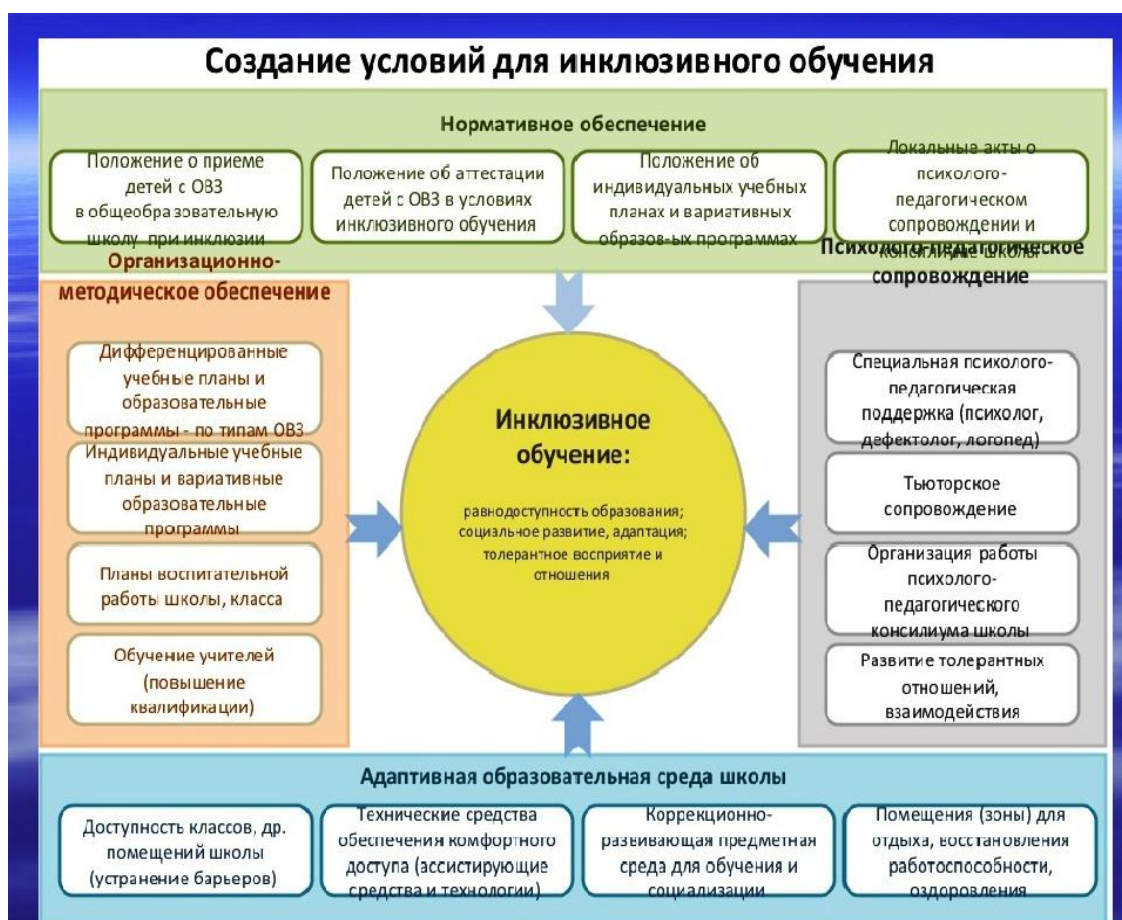 Создание условий для инклюзивного обучения
Нормативное обеспечение
Положение о приеме
детей с ОВЗ
в общеобразовательную
школу при инклюзии
Положение об аттестации
детей с ОВЗ в условиях
инклюзивного обучения
Положение об
индивидуальных учебных
планах и вариативных
образов-ых программах
Локальные акты о
психолого-
педагогическом
сопровождении и
консилиуме школы
Организационно-
методическое обеспечение
Дифференцированные
учебные планы и
образовательные
программы - по типам ОВЗ
Индивидуальные учебные
планы и вариативные
образовательные
программы
Планы воспитательной
работы школы, класса
Обучение учителей
(повышение
квалификации)
Инклюзивное
обучение:
равнодоступность образования;
социальное развитие, адаптация;
толерантное восприятие и
отношения
Психолого-педагогическое
сопровождение
Специальная психолого-
педагогическая
поддержка (психолог,
дефектолог, логопед)
Тьюторское
сопровождение
Организация работы
психолого-
педагогического
консилиума школы
Развитие толерантных
отношений,
взаимодействия
Адаптивная образовательная среда школы
Доступность классов, др.
помещений школы
(устранение барьеров)
Технические средства
обеспечения комфортного
доступа (ассистирующие
средства и технологии)
Коррекционно-
развивающая предметная
среда для обучения и
социализации
Помещения (зоны) для
отдыха, восстановления
работоспособности,
оздоровления